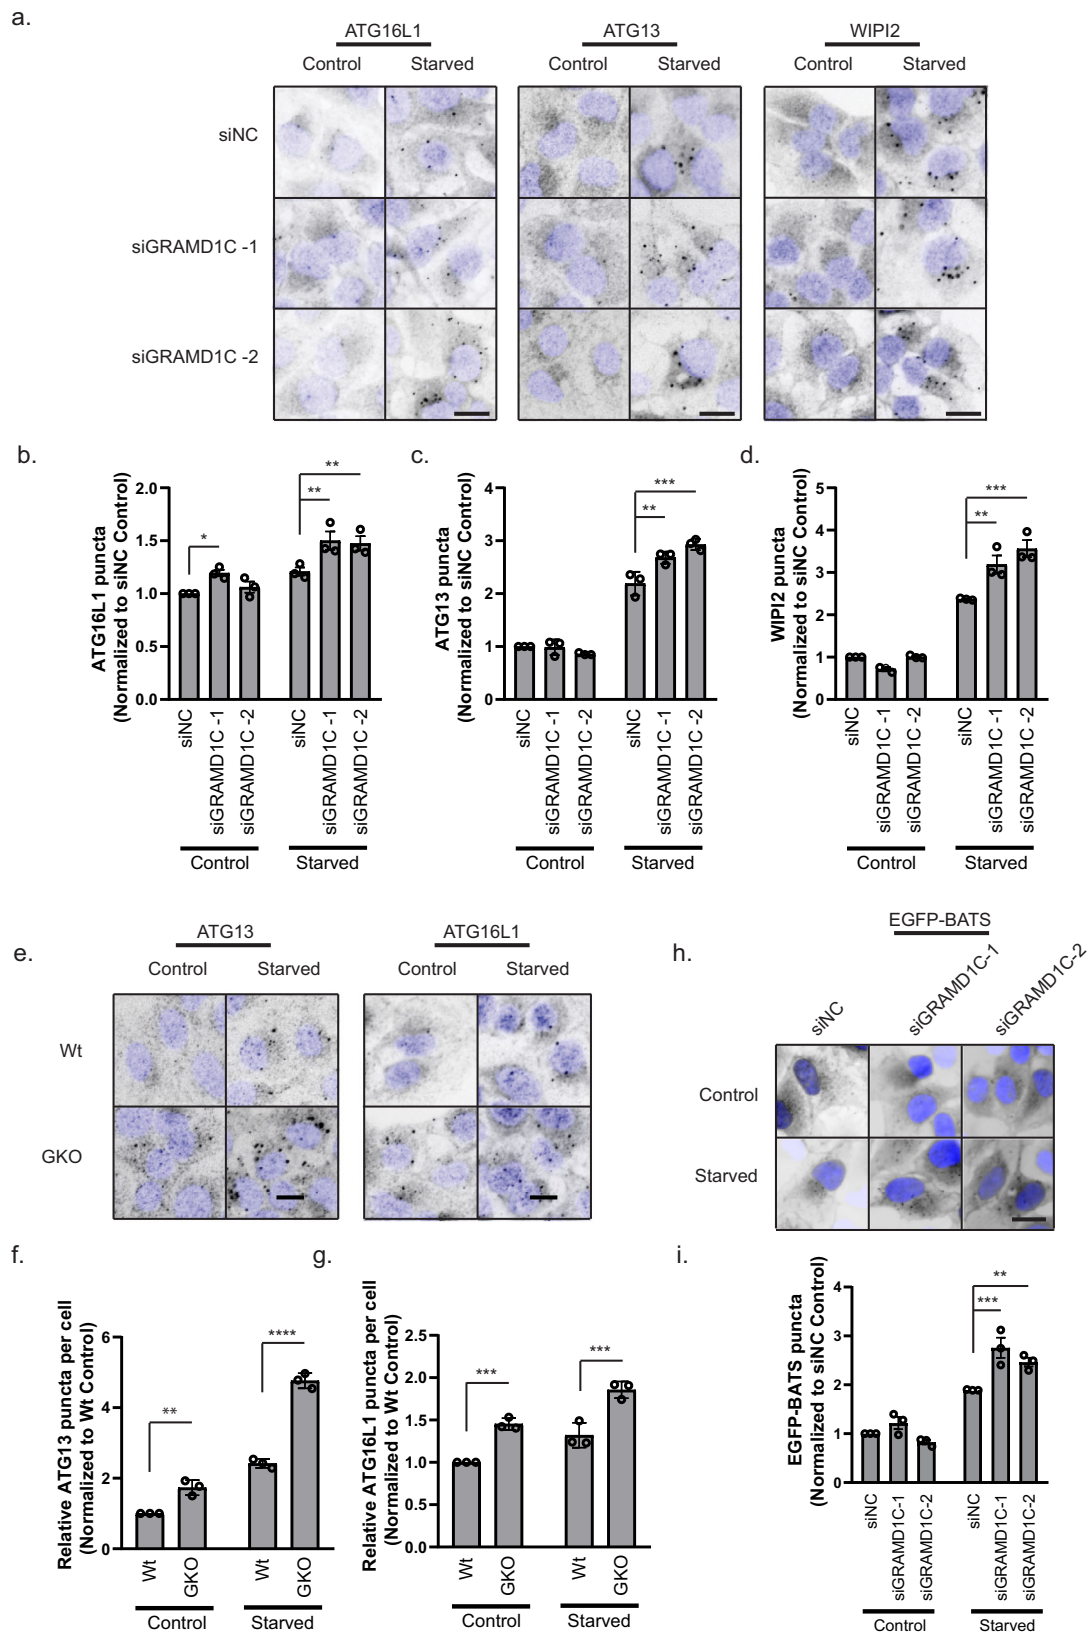 a.
ATG16L1 ATG13 WIPI2
Control Starved Control Starved Control Starved
siNC
siGRAMD1C -1
siGRAMD1C -2
b.
ATG16L1 puncta
(Normalized to siNC Control)
2.0
1.5
1.0
0.5
0.0
* ** **
siNC siGRAMD1C -1 siGRAMD1C -2 siNC siGRAMD1C -1 siGRAMD1C -2
Control Starved
c.
ATG13 puncta
(Normalized to siNC Control)
4
3
2
1
0
** ***
siNC siGRAMD1C -1 siGRAMD1C -2 siNC siGRAMD1C -1 siGRAMD1C -2
Control Starved
d.
WIPI2 puncta
(Normalized to siNC Control)
5
4
3
2
1
0
** ***
siNC siGRAMD1C -1 siGRAMD1C -2 siNC siGRAMD1C -1 siGRAMD1C -2
Control Starved
e.
ATG13 ATG16L1
Control Starved Control Starved
Wt
GKO
h.
EGFP-BATS
siNC siGRAMD1C-1 siGRAMD1C-2
Control
Starved
f.
Relative ATG13 puncta per cell
(Normalized to Wt Control)
6
4
2
0
** ****
Wt GKO Wt GKO
Control Starved
g.
Relative ATG16L1 puncta per cell
(Normalized to Wt Control)
2.5
2.0
1.5
1.0
0.5
0.0
*** ***
Wt GKO Wt GKO
Control Starved
i.
EGFP-BATS puncta
(Normalized to siNC Control)
4
3
2
1
0
*** **
siNC siGRAMD1C-1 siGRAMD1C-2 siNC siGRAMD1C-1 siGRAMD1C-2
Control Starved